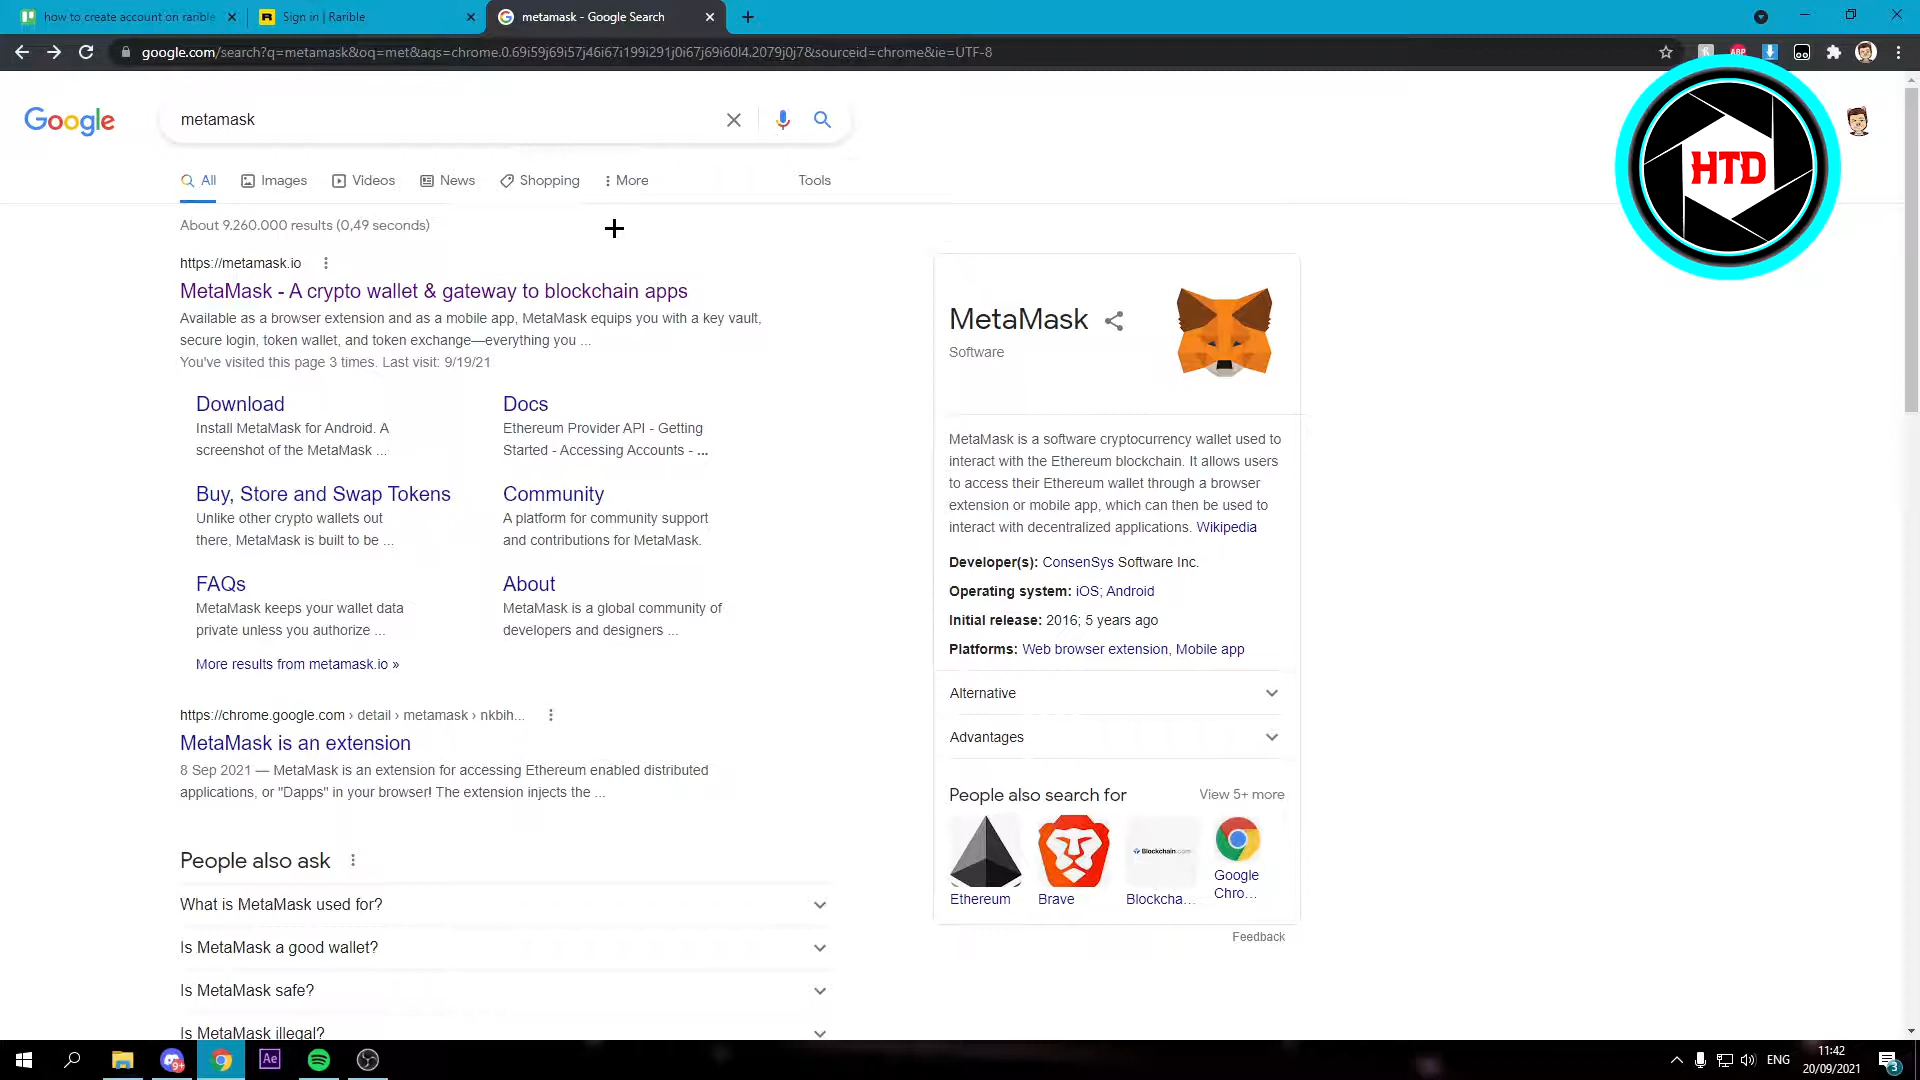 how to create account on rarible
Sign in | Rarible
metamask - Google Search
google.com/search?q=metamask&oq=met&aqs=chrome.0.69i59j69i57j46i67i199i291j0i67j69i60l4.2079j0j7&sourceid=chrome&ie=UTF-8
ABP
Google
metamask
HTD
All
Images
Videos
News
Shopping
More
Tools
About 9.260.000 results (0,49 seconds)
https://metamask.io
MetaMask - A crypto wallet & gateway to blockchain apps
Available as a browser extension and as a mobile app, MetaMask equips you with a key vault,
secure login, token wallet, and token exchange—everything you ...
You've visited this page 3 times. Last visit: 9/19/21
Download
Install MetaMask for Android. A
screenshot of the MetaMask ...
Docs
Ethereum Provider API - Getting
Started - Accessing Accounts - ...
Buy, Store and Swap Tokens
Unlike other crypto wallets out
there, MetaMask is built to be ...
Community
A platform for community support
and contributions for MetaMask.
FAQs
MetaMask keeps your wallet data
private unless you authorize ...
About
MetaMask is a global community of
developers and designers ...
More results from metamask.io »
https://chrome.google.com › detail › metamask › nkbih...
MetaMask is an extension
8 Sep 2021 — MetaMask is an extension for accessing Ethereum enabled distributed
applications, or "Dapps" in your browser! The extension injects the ...
People also ask
What is MetaMask used for?
Is MetaMask a good wallet?
Is MetaMask safe?
Is MetaMask illegal?
MetaMask
Software
MetaMask is a software cryptocurrency wallet used to
interact with the Ethereum blockchain. It allows users
to access their Ethereum wallet through a browser
extension or mobile app, which can then be used to
interact with decentralized applications. Wikipedia
Developer(s): ConsenSys Software Inc.
Operating system: iOS; Android
Initial release: 2016; 5 years ago
Platforms: Web browser extension, Mobile app
Alternative
Advantages
People also search for
View 5+ more
Blockchain.com
Ethereum
Brave
Blockcha...
Google
Chro...
Feedback
9+
Ae
ENG
11:42
20/09/2021
3